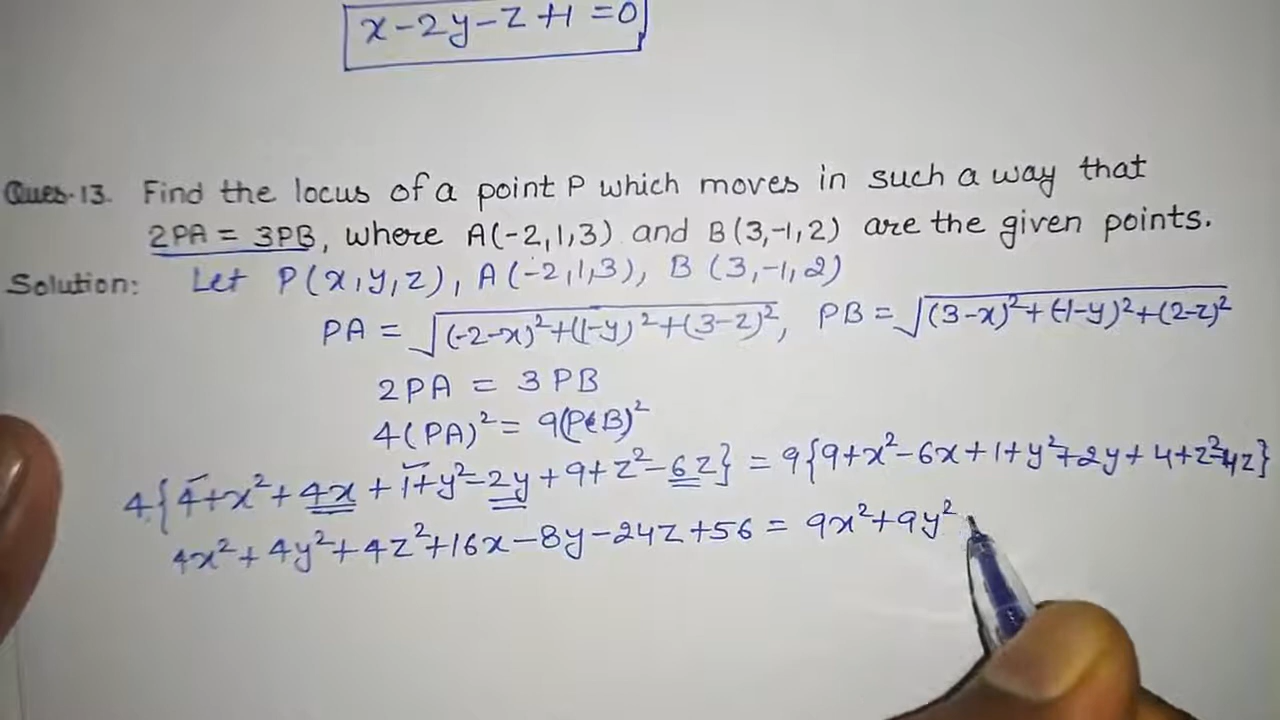 x-2y-z+1=0
Ques.13. Find the locus of a point P which moves in such a way that
2PA = 3PB, where A(-2,1,3) and B(3,-1,2) are the given points.
Solution: Let P(x,y,z), A(-2,1,3), B(3,-1,2)
PA = √(-2-x)²+(1-y)²+(3-z)², PB = √(3-x)²+(-1-y)²+(2-z)²
2PA = 3PB
4(PA)² = 9(PB)²
4{4+x²+4x+1+y²-2y+9+z²-6z} = 9{9+x²-6x+1+y²+2y+4+z²-4z}
4x²+4y²+4z²+16x-8y-24z+56 = 9x²+9y²